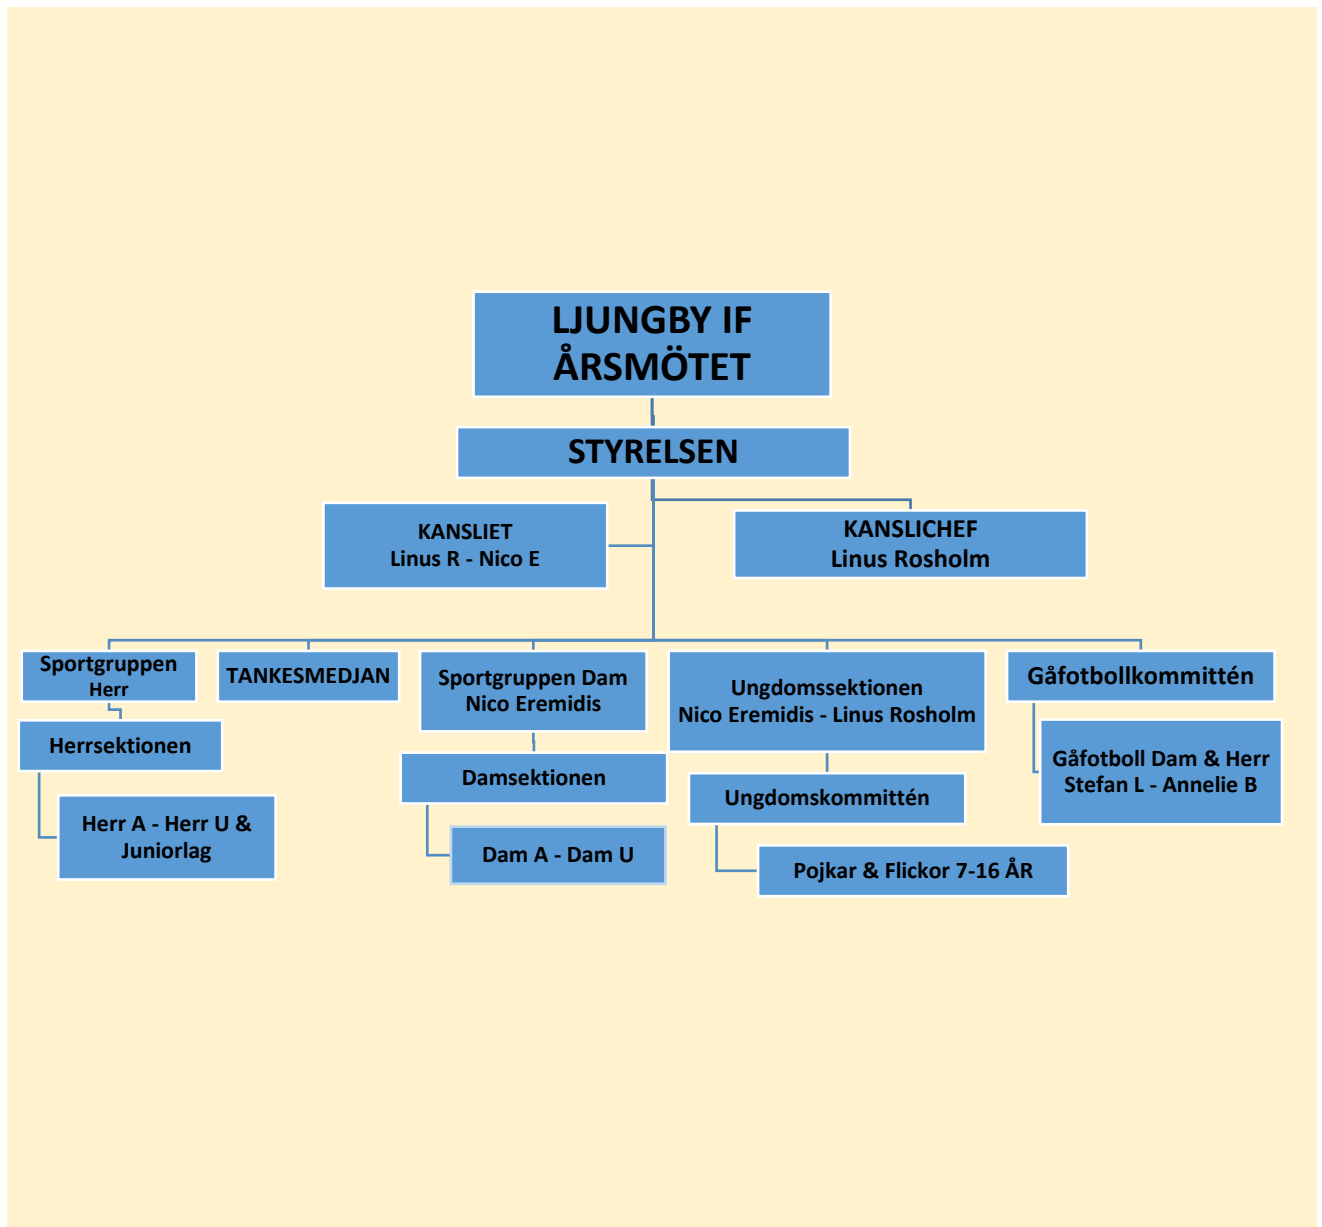 LJUNGBY IF
ÅRSMÖTET
STYRELSEN
KANSLIET
Linus R - Nico E
KANSLICHEF
Linus Rosholm
Sportgruppen
Herr
TANKESMEDJAN
Sportgruppen Dam
Nico Eremidis
Ungdomssektionen
Nico Eremidis - Linus Rosholm
Gåfotbollkommittén
Herrsektionen
Damsektionen
Ungdomskommittén
Gåfotboll Dam & Herr
Stefan L - Annelie B
Herr A - Herr U &
Juniorlag
Dam A - Dam U
Pojkar & Flickor 7-16 ÅR